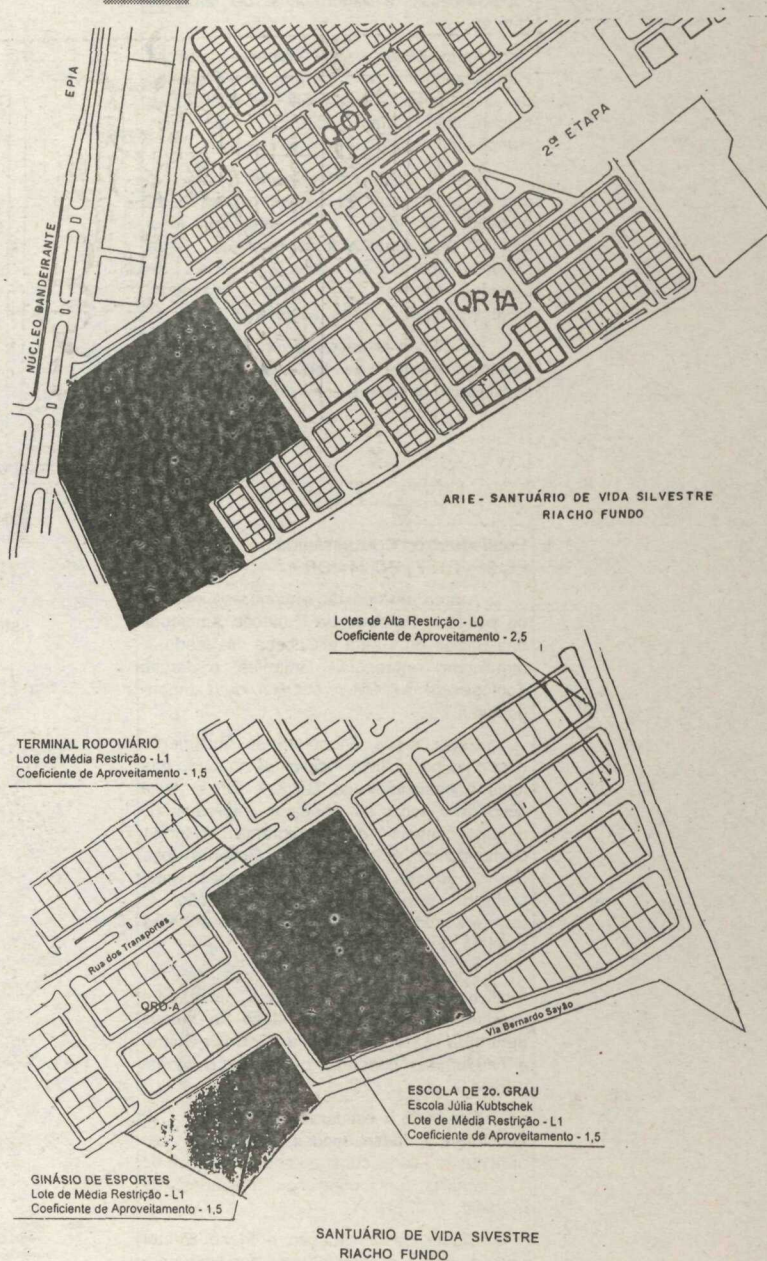 EPIA
NÚCLEO BANDEIRANTE
QOF
2ª ETAPA
QR1A
ARIE - SANTUÁRIO DE VIDA SILVESTRE
RIACHO FUNDO
Lotes de Alta Restrição - L0
Coeficiente de Aproveitamento - 2,5
TERMINAL RODOVIÁRIO
Lote de Média Restrição - L1
Coeficiente de Aproveitamento - 1,5
Rua dos Transportes
QRO-A
Via Bernardo Sayão
ESCOLA DE 2o. GRAU
Escola Júlia Kubtschek
Lote de Média Restrição - L1
Coeficiente de Aproveitamento - 1,5
GINÁSIO DE ESPORTES
Lote de Média Restrição - L1
Coeficiente de Aproveitamento - 1,5
SANTUÁRIO DE VIDA SIVESTRE
RIACHO FUNDO